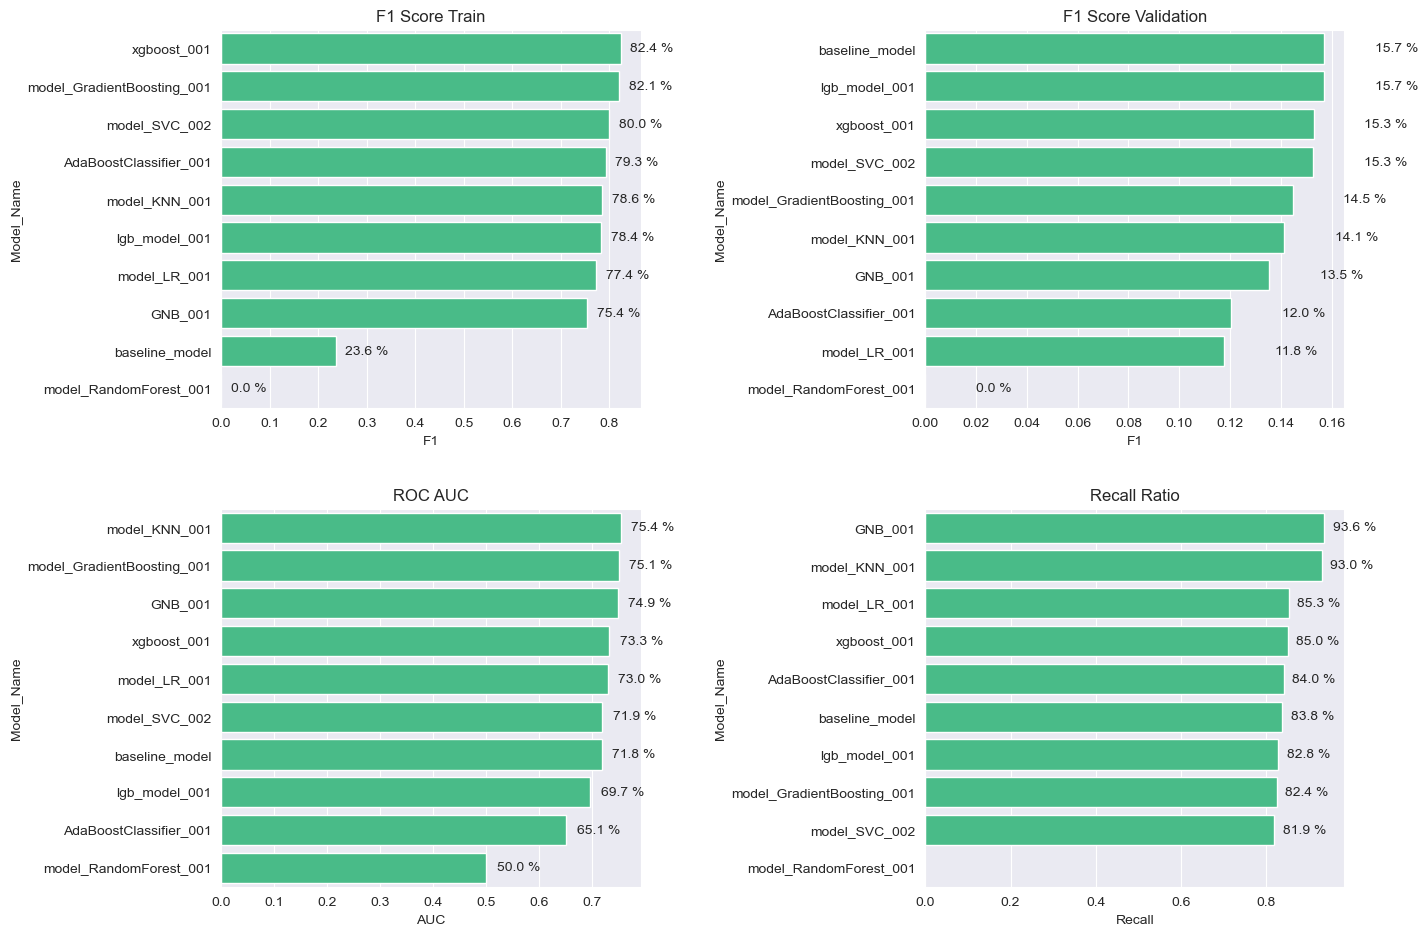 F1 Score Train
Model_Name
xgboost_001 82.4 %
model_GradientBoosting_001 82.1 %
model_SVC_002 80.0 %
AdaBoostClassifier_001 79.3 %
model_KNN_001 78.6 %
lgb_model_001 78.4 %
model_LR_001 77.4 %
GNB_001 75.4 %
baseline_model 23.6 %
model_RandomForest_001 0.0 %
0.0 0.1 0.2 0.3 0.4 0.5 0.6 0.7 0.8
F1
F1 Score Validation
Model_Name
baseline_model 15.7 %
lgb_model_001 15.7 %
xgboost_001 15.3 %
model_SVC_002 15.3 %
model_GradientBoosting_001 14.5 %
model_KNN_001 14.1 %
GNB_001 13.5 %
AdaBoostClassifier_001 12.0 %
model_LR_001 11.8 %
model_RandomForest_001 0.0 %
0.00 0.02 0.04 0.06 0.08 0.10 0.12 0.14 0.16
F1
ROC AUC
Model_Name
model_KNN_001 75.4 %
model_GradientBoosting_001 75.1 %
GNB_001 74.9 %
xgboost_001 73.3 %
model_LR_001 73.0 %
model_SVC_002 71.9 %
baseline_model 71.8 %
lgb_model_001 69.7 %
AdaBoostClassifier_001 65.1 %
model_RandomForest_001 50.0 %
0.0 0.1 0.2 0.3 0.4 0.5 0.6 0.7
AUC
Recall Ratio
Model_Name
GNB_001 93.6 %
model_KNN_001 93.0 %
model_LR_001 85.3 %
xgboost_001 85.0 %
AdaBoostClassifier_001 84.0 %
baseline_model 83.8 %
lgb_model_001 82.8 %
model_GradientBoosting_001 82.4 %
model_SVC_002 81.9 %
model_RandomForest_001
0.0 0.2 0.4 0.6 0.8
Recall